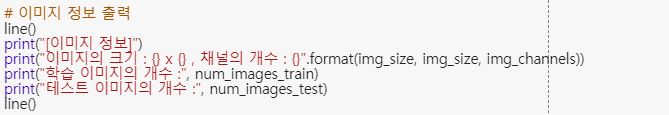 # 이미지 정보 출력
line()
print("[이미지 정보]")
print("이미지의 크기 : {} x {} , 채널의 개수 : {}".format(img_size, img_size, img_channels))
print("학습 이미지의 개수 :", num_images_train)
print("테스트 이미지의 개수 :", num_images_test)
line()